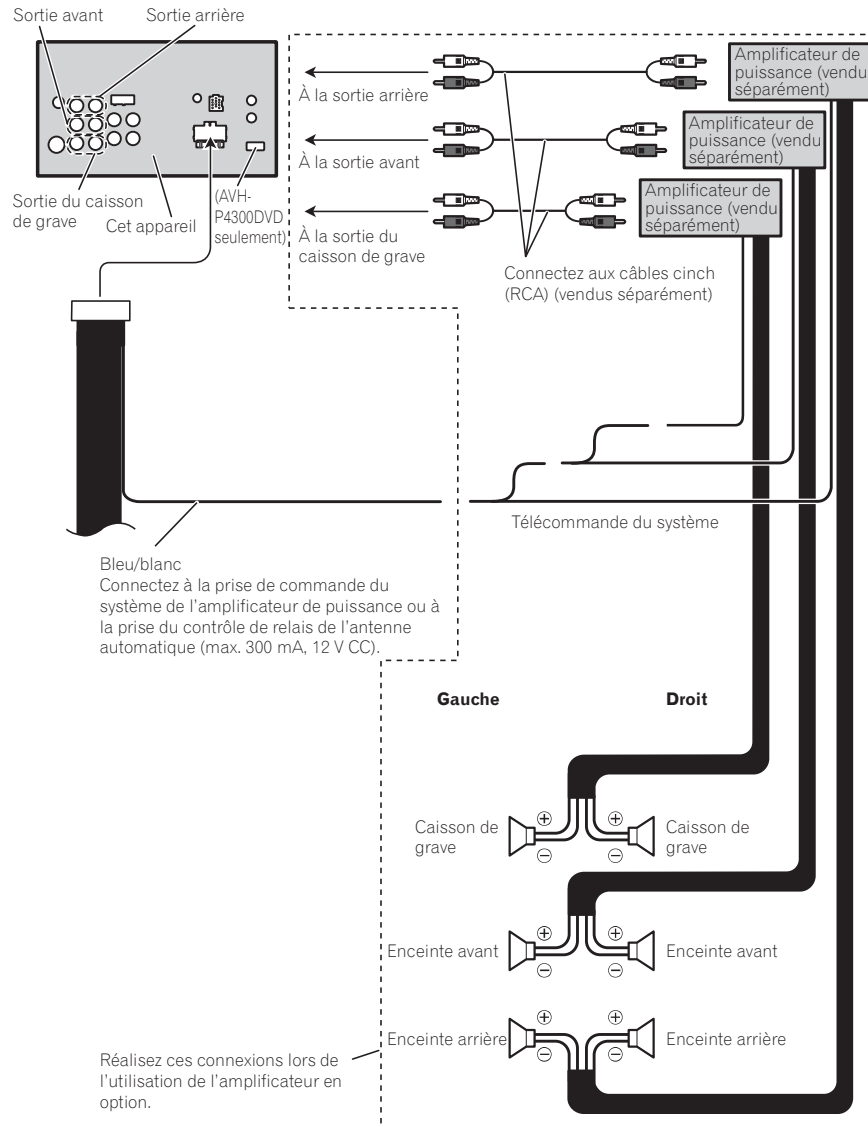 Sortie avant
Sortie arrière
Sortie du caisson
de grave
Cet appareil
(AVH-
P4300DVD
seulement)
À la sortie arrière
À la sortie avant
À la sortie du
caisson de grave
Amplificateur de
puissance (vendu
séparément)
Amplificateur de
puissance (vendu
séparément)
Amplificateur de
puissance (vendu
séparément)
Connectez aux câbles cinch
(RCA) (vendus séparément)
Télécommande du système
Bleu/blanc
Connectez à la prise de commande du
système de l'amplificateur de puissance ou à
la prise du contrôle de relais de l'antenne
automatique (max. 300 mA, 12 V CC).
Gauche
Droit
Caisson de
grave
+
−
+
−
Caisson de
grave
Enceinte avant
+
−
+
−
Enceinte avant
Enceinte arrière
+
−
+
−
Enceinte arrière
Réalisez ces connexions lors de
l'utilisation de l'amplificateur en
option.